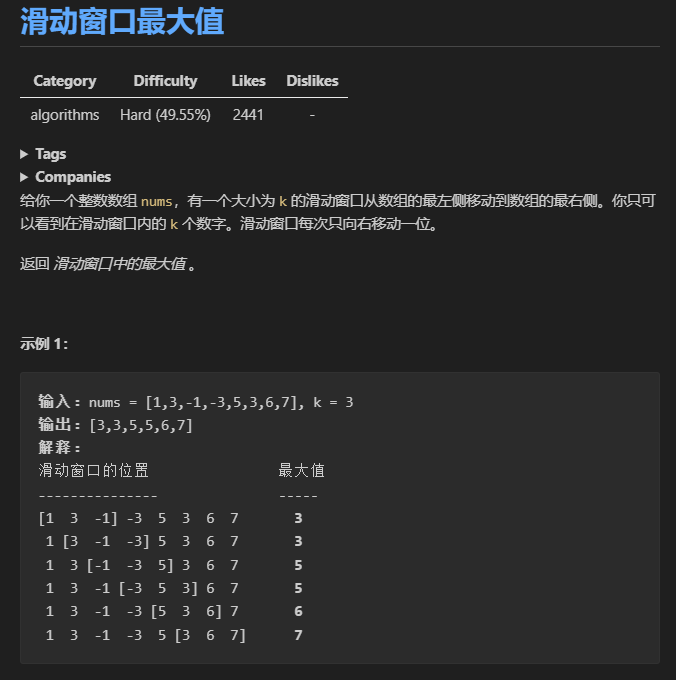 滑动窗口最大值
Category Difficulty Likes Dislikes
algorithms Hard (49.55%) 2441 -
▶ Tags
▶ Companies
给你一个整数数组 nums，有一个大小为 k 的滑动窗口从数组的最左侧移动到数组的最右侧。你只可
以看到在滑动窗口内的 k 个数字。滑动窗口每次只向右移动一位。
返回 滑动窗口中的最大值 。
示例 1：
输入：nums = [1,3,-1,-3,5,3,6,7], k = 3
输出：[3,3,5,5,6,7]
解释：
滑动窗口的位置 最大值
--------------- -----
[1 3 -1] -3 5 3 6 7 3
1 [3 -1 -3] 5 3 6 7 3
1 3 [-1 -3 5] 3 6 7 5
1 3 -1 [-3 5 3] 6 7 5
1 3 -1 -3 [5 3 6] 7 6
1 3 -1 -3 5 [3 6 7] 7